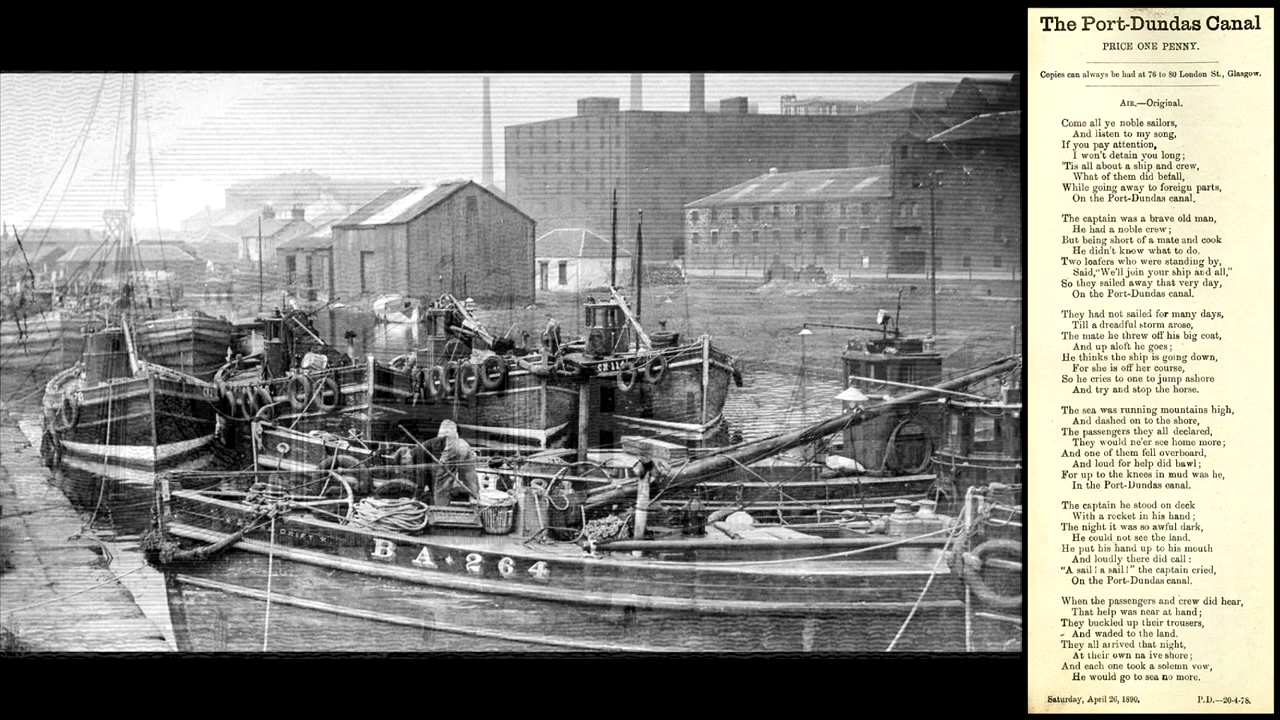 BA·264
The Port-Dundas Canal
PRICE ONE PENNY.
Copies can always be had at 76 to 80 London St., Glasgow.
AIR.—Original.
Come all ye noble sailors,
And listen to my song,
If you pay attention,
I won't detain you long;
'Tis all about a ship and crew,
What of them did befall,
While going away to foreign parts,
On the Port-Dundas canal.
The captain was a brave old man,
He had a noble crew;
But being short of a mate and cook
He didn't know what to do.
Two loafers who were standing by,
Said,"We'll join your ship and all,"
So they sailed away that very day,
On the Port-Dundas canal.
They had not sailed for many days,
Till a dreadful storm arose,
The mate he threw off his big coat,
And up aloft he goes;
He thinks the ship is going down,
For she is off her course,
So he cries to one to jump ashore
And try and stop the horse.
The sea was running mountains high,
And dashed on to the shore,
The passengers they all declared,
They would ne'er see home more;
And one of them fell overboard,
And loud for help did bawl;
For up to the knees in mud was he,
In the Port-Dundas canal.
The captain he stood on deck
With a rocket in his hand;
The night it was so awful dark,
He could not see the land.
He put his hand up to his mouth
And loudly there did call:
"A sail! a sail!" the captain cried,
On the Port-Dundas canal.
When the passengers and crew did hear,
That help was near at hand;
They buckled up their trousers,
And waded to the land.
They all arrived that night,
At their own na ive shore;
And each one took a solemn vow,
He would go to sea no more.
Saturday, April 26, 1890.
P.D.—20-4-78.